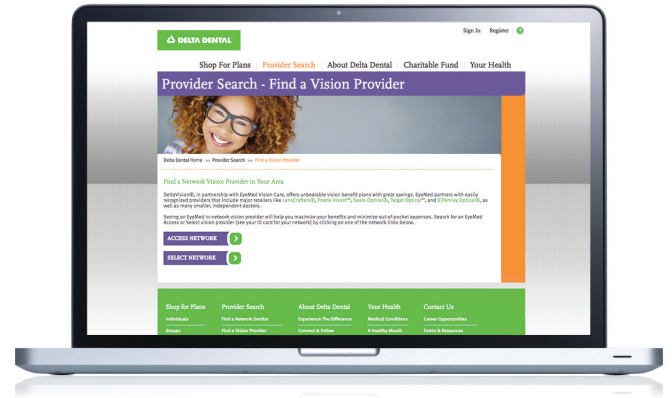 DELTA DENTAL
Sign In Register
Shop For Plans Provider Search About Delta Dental Charitable Fund Your Health
Provider Search - Find a Vision Provider
Delta Dental Home >> Provider Search >> Find a Vision Provider
Find a Network Vision Provider in Your Area
DeltaVision®, in partnership with EyeMed Vision Care, offers unbeatable vision benefit plans with great savings. EyeMed partners with easily
recognized providers that include major retailers like LensCrafters®, Pearle Vision℠, Sears Optical®, Target Optical℠, and JCPenney Optical®, as
well as many smaller, independent doctors.
Seeing an EyeMed in-network vision provider will help you maximize your benefits and minimize out-of-pocket expenses. Search for an EyeMed
Access or Select vision provider (see your ID card for your network) by clicking on one of the network links below.
ACCESS NETWORK
SELECT NETWORK
Shop for Plans Provider Search About Delta Dental Your Health Contact Us
Individuals Find a Network Dentist Experience The Difference Medical Conditions Career Opportunities
Groups Find a Vision Provider Connect & Follow A Healthy Mouth Forms & Resources